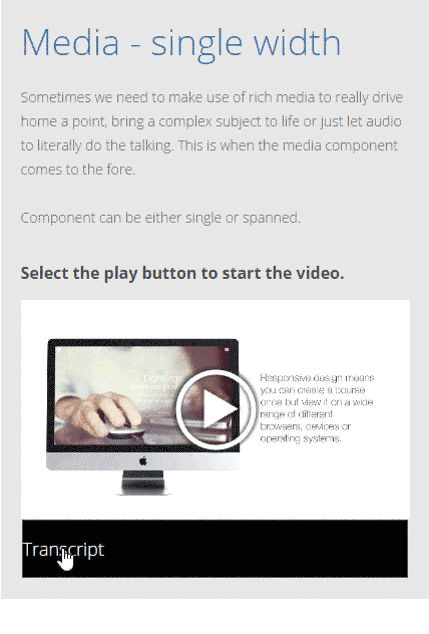 Media - single width
Sometimes we need to make use of rich media to really drive
home a point, bring a complex subject to life or just let audio
to literally do the talking. This is when the media component
comes to the fore.
Component can be either single or spanned.
Select the play button to start the video.
Responsive design means
you can create a course
once but view it on a wide
range of different
browsers, devices or
operating systems.
Transcript